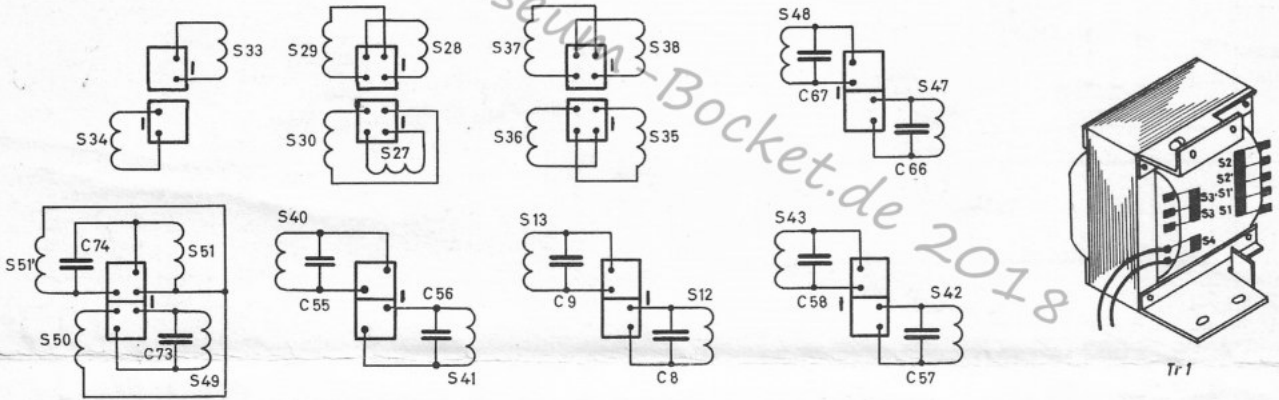 S33
S34
S29
S28
S30
S27
S37
S38
S36
S35
S48
C67
S47
C66
S51'
C74
S51
S50
C73
S49
S40
C55
C56
S41
S13
C9
S12
C8
S43
C58
S42
C57
S2
S2'
S1'
S1
S3'
S3
S4
Tr1
seum-Bocket.de 2018